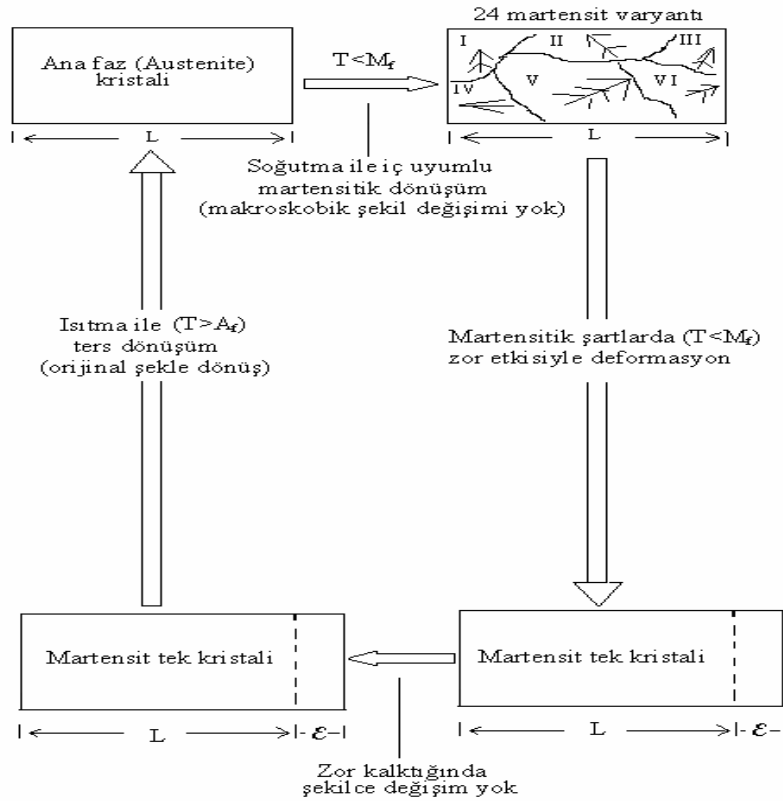 24 martensit varyantı
Ana faz (Austenite)
kristali
T<Mf
I
II
III
IV
V
VI
L
L
Soğutma ile iç uyumlu
martensitik dönüşüm
(makroskobik şekil değişimi yok)
Isıtma ile (T>Af)
ters dönüşüm
(orijinal şekle dönüş)
Martensitik şartlarda (T<Mf)
zor etkisiyle deformasyon
Martensit tek kristali
Martensit tek kristali
L
ε
L
ε
Zor kalktığında
şekilce değişim yok